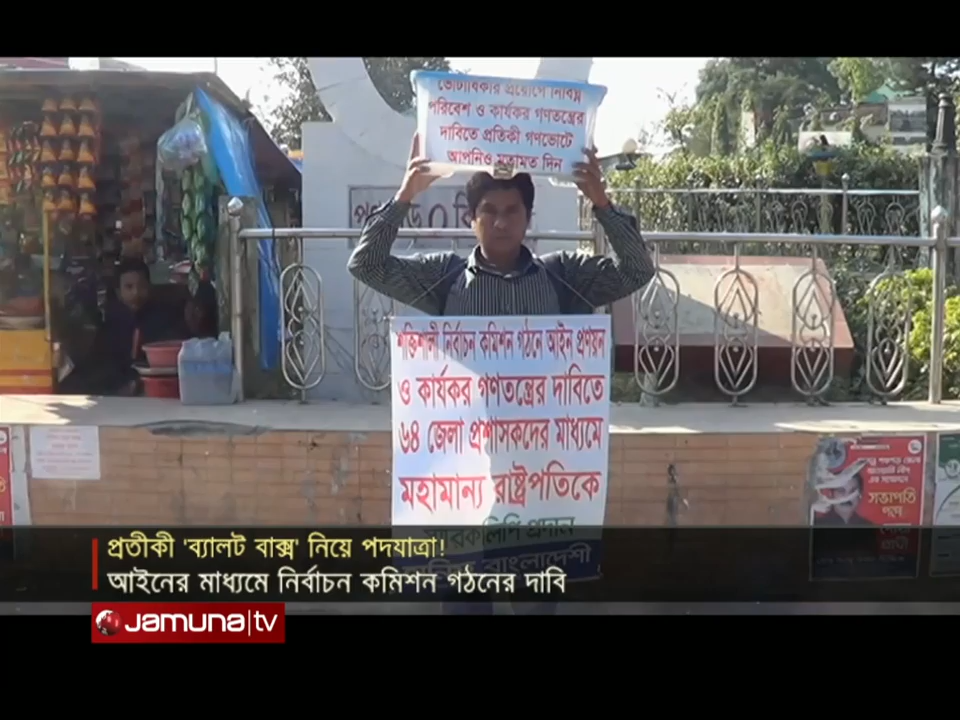 ভোটাধিকার প্রয়োগে নির্বিঘ্ন
পরিবেশ ও কার্যকর গণতন্ত্রের
দাবিতে প্রতিকী গণভোটে
আপনিও মতামত দিন
শক্তিশালী নির্বাচন কমিশন গঠনে আইন প্রণয়ন
ও কার্যকর গণতন্ত্রের দাবিতে
৬৪ জেলা প্রশাসকদের মাধ্যমে
মহামান্য রাষ্ট্রপতিকে
স্মারকলিপি প্রদান
বাংলাদেশী
সভাপতি
পদে
প্রতীকী 'ব্যালট বাক্স' নিয়ে পদযাত্রা!
আইনের মাধ্যমে নির্বাচন কমিশন গঠনের দাবি
Jamuna|tv